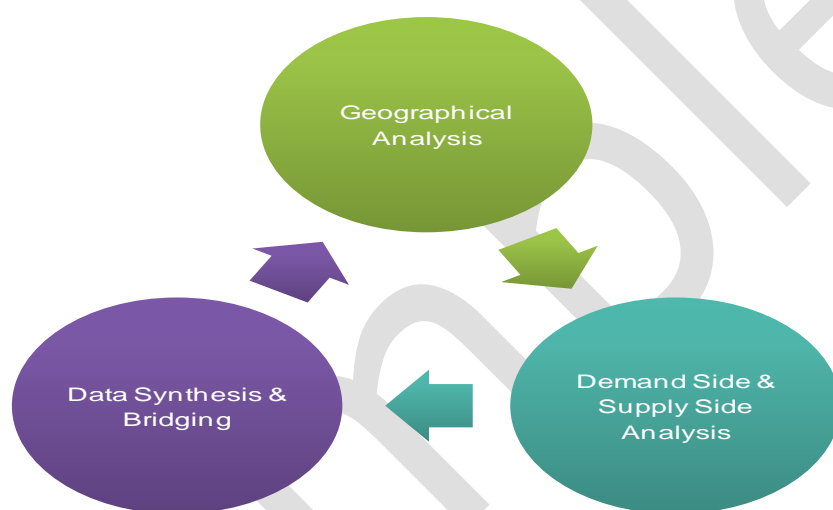 Geographical
Analysis
Demand Side &
Supply Side
Analysis
Data Synthesis &
Bridging